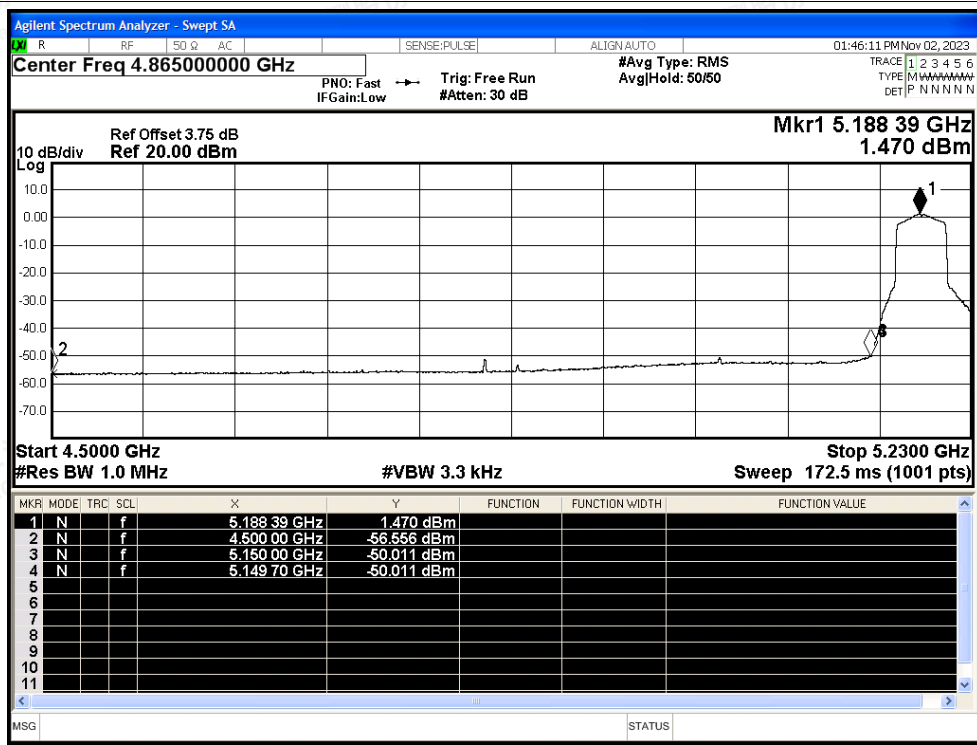 Agilent Spectrum Analyzer - Swept SA
LXI R RF 50 Ω AC SENSE:PULSE ALIGN AUTO 01:46:11 PM Nov 02, 2023
Center Freq 4.865000000 GHz
PNO: Fast
IFGain:Low
Trig: Free Run
#Atten: 30 dB
#Avg Type: RMS
Avg|Hold: 50/50
TRACE 1 2 3 4 5 6
TYPE M
DET P N N N N N
Mkr1 5.188 39 GHz
1.470 dBm
Ref Offset 3.75 dB
10 dB/div Ref 20.00 dBm
Log
10.0
1
0.00
-10.0
-20.0
-30.0
-40.0
-50.0
2
-60.0
-70.0
Start 4.5000 GHz Stop 5.2300 GHz
#Res BW 1.0 MHz #VBW 3.3 kHz Sweep 172.5 ms (1001 pts)
MKR MODE TRC SCL X Y FUNCTION FUNCTION WIDTH FUNCTION VALUE
1 N f 5.188 39 GHz 1.470 dBm
2 N f 4.500 00 GHz -56.556 dBm
3 N f 5.150 00 GHz -50.011 dBm
4 N f 5.149 70 GHz -50.011 dBm
5
6
7
8
9
10
11
MSG STATUS